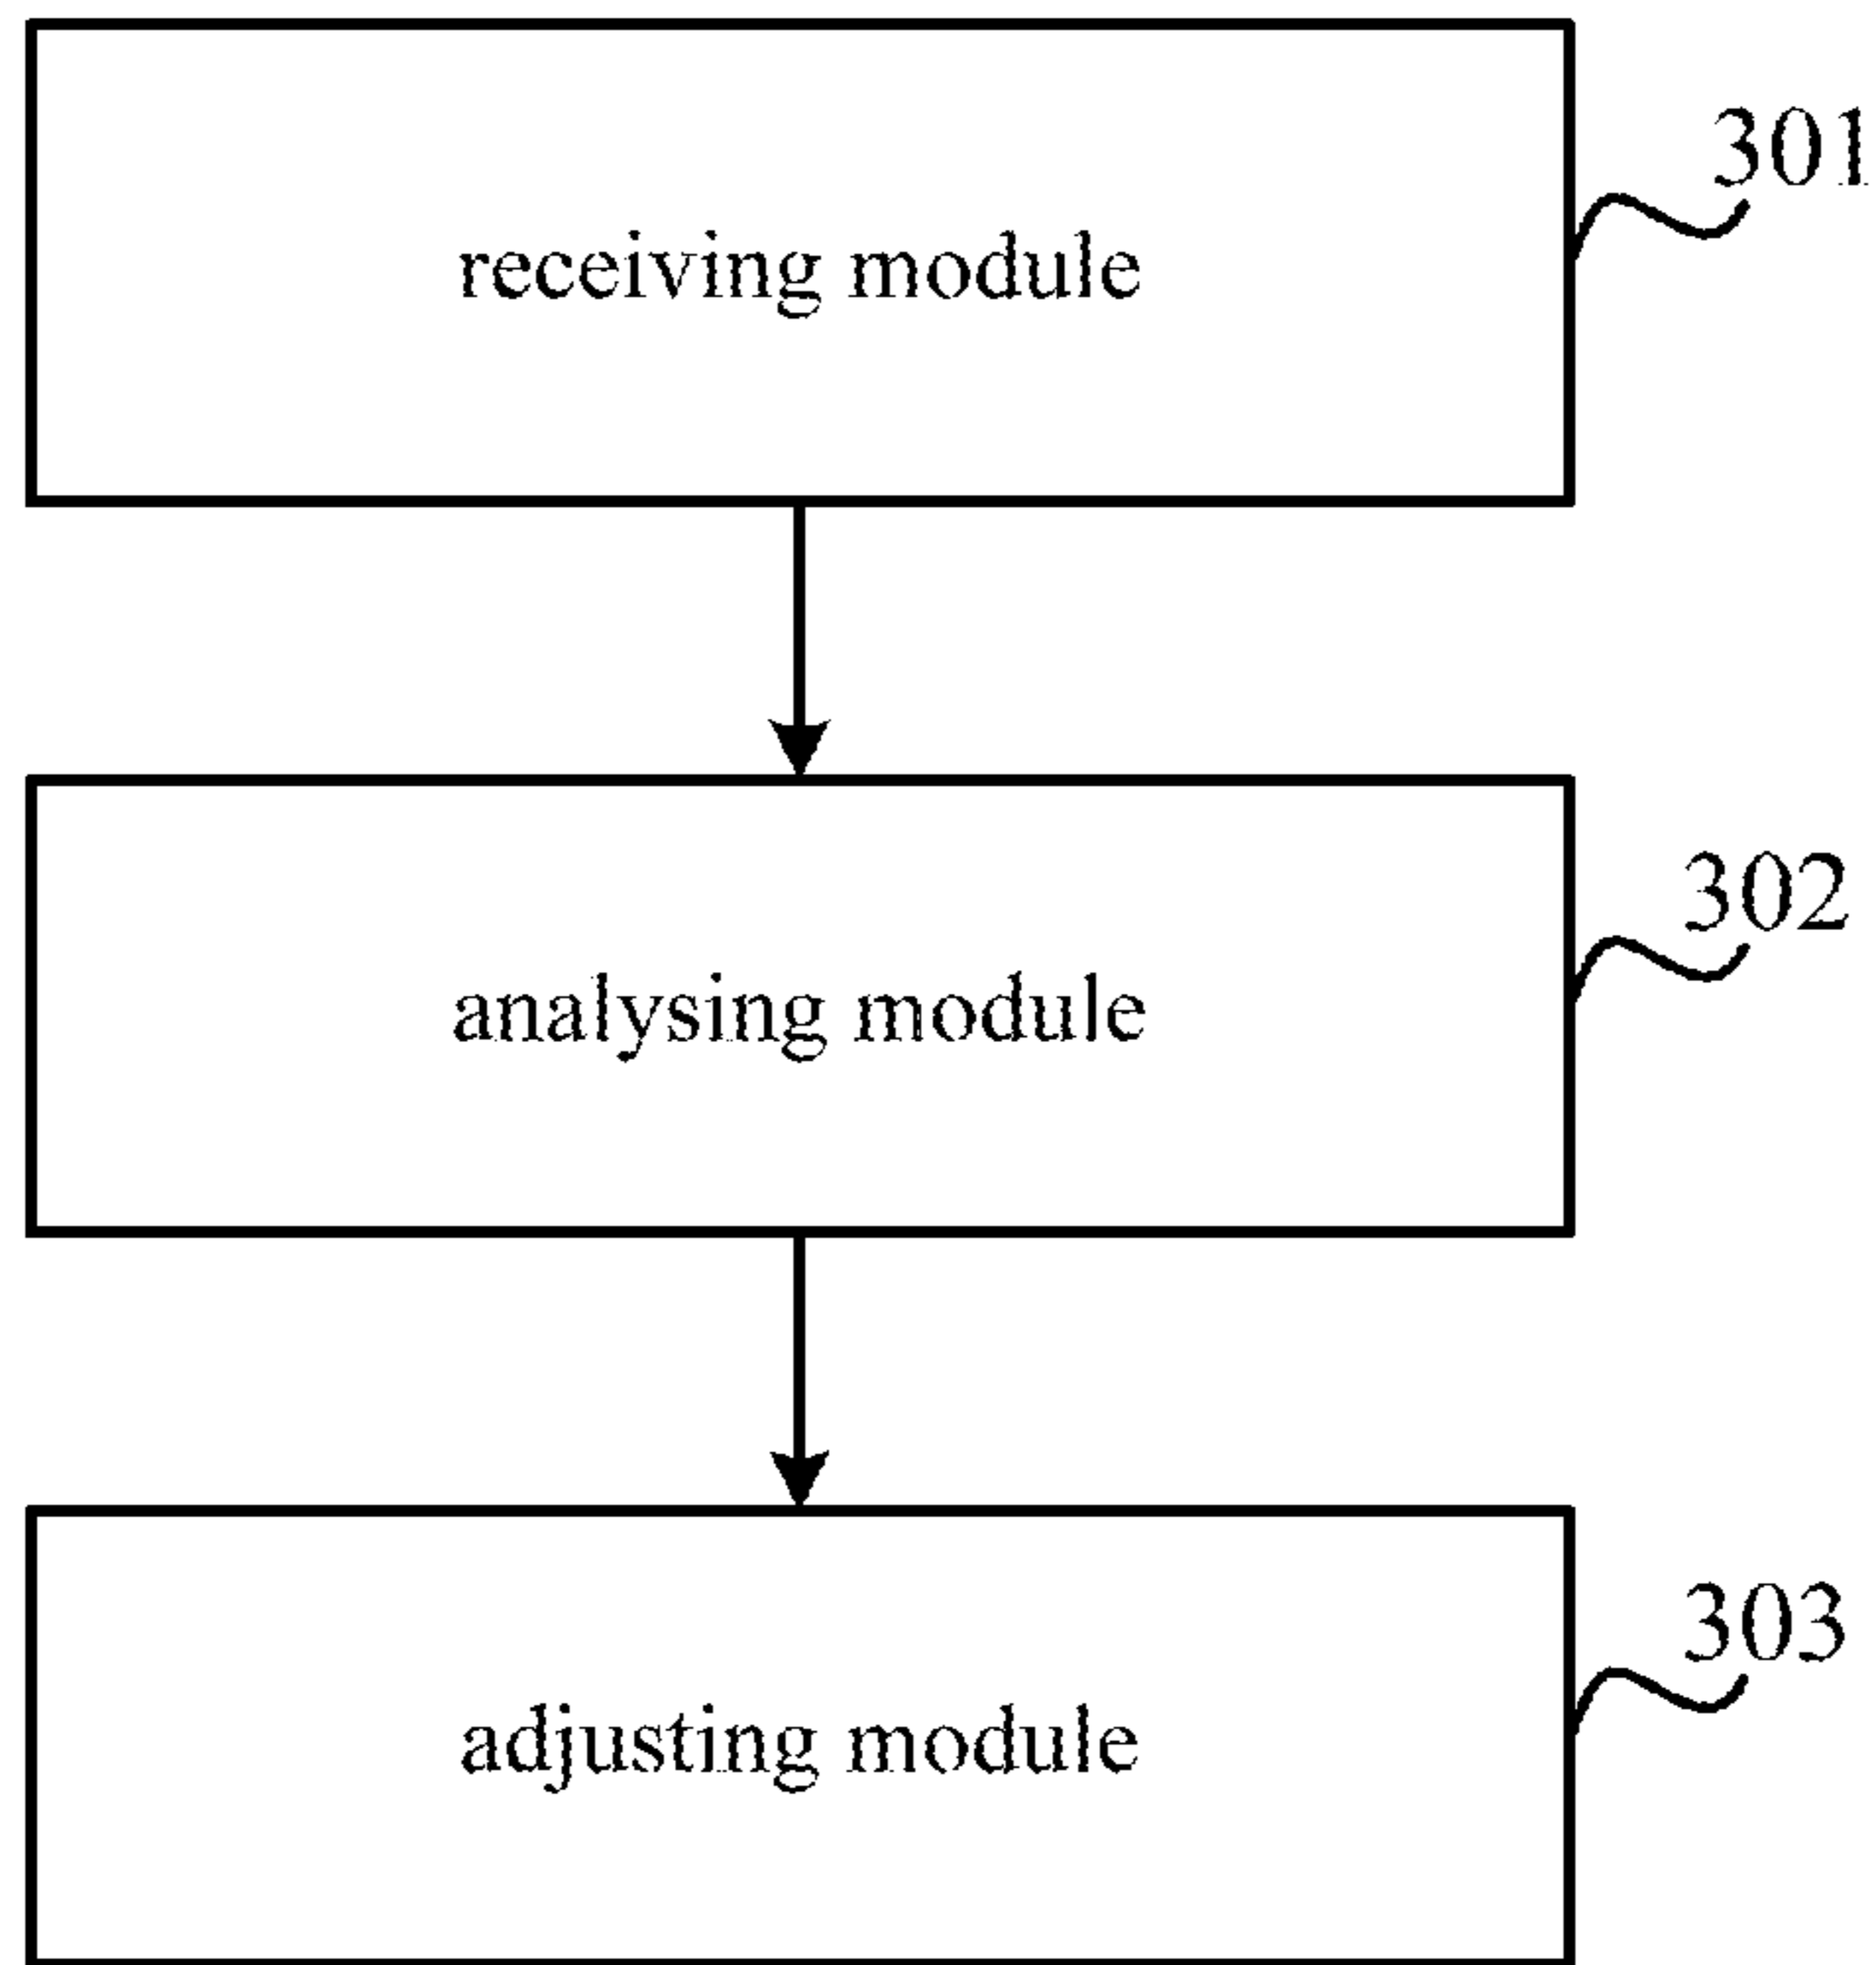 301
receiving module
302
analysing module
303
adjusting module